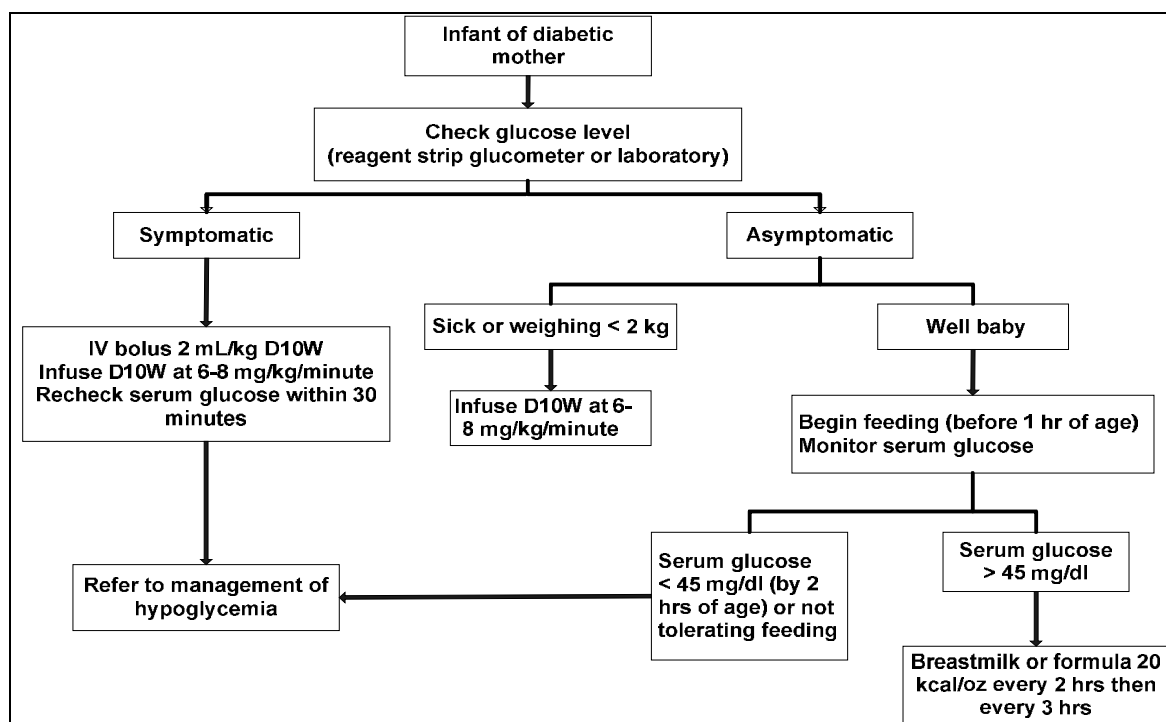 Infant of diabetic
mother
Check glucose level
(reagent strip glucometer or laboratory)
Symptomatic
Asymptomatic
Sick or weighing < 2 kg
Well baby
IV bolus 2 mL/kg D10W
Infuse D10W at 6-8 mg/kg/minute
Recheck serum glucose within 30
minutes
Infuse D10W at 6-
8 mg/kg/minute
Begin feeding (before 1 hr of age)
Monitor serum glucose
Refer to management of
hypoglycemia
Serum glucose
< 45 mg/dl (by 2
hrs of age) or not
tolerating feeding
Serum glucose
> 45 mg/dl
Breastmilk or formula 20
kcal/oz every 2 hrs then
every 3 hrs